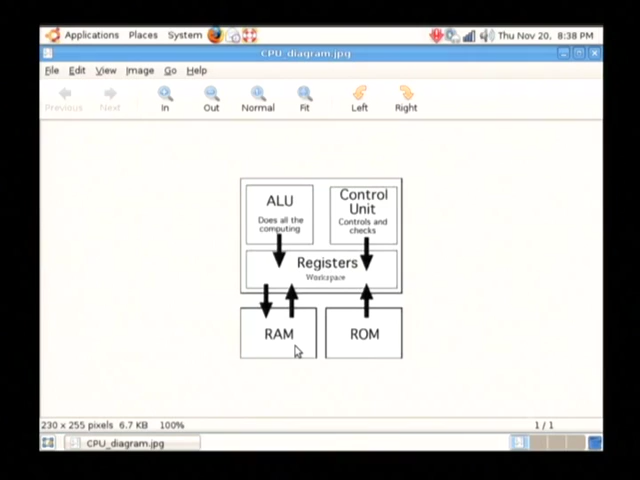 Applications Places System Thu Nov 20, 8:38 PM
CPU_diagram.jpg
File Edit View Image Go Help
Previous Next In Out Normal Fit Left Right
ALU
Does all the
computing
Control
Unit
Controls and
checks
Registers
Workspace
RAM
ROM
230 x 255 pixels 6.7 KB 100% 1 / 1
CPU_diagram.jpg